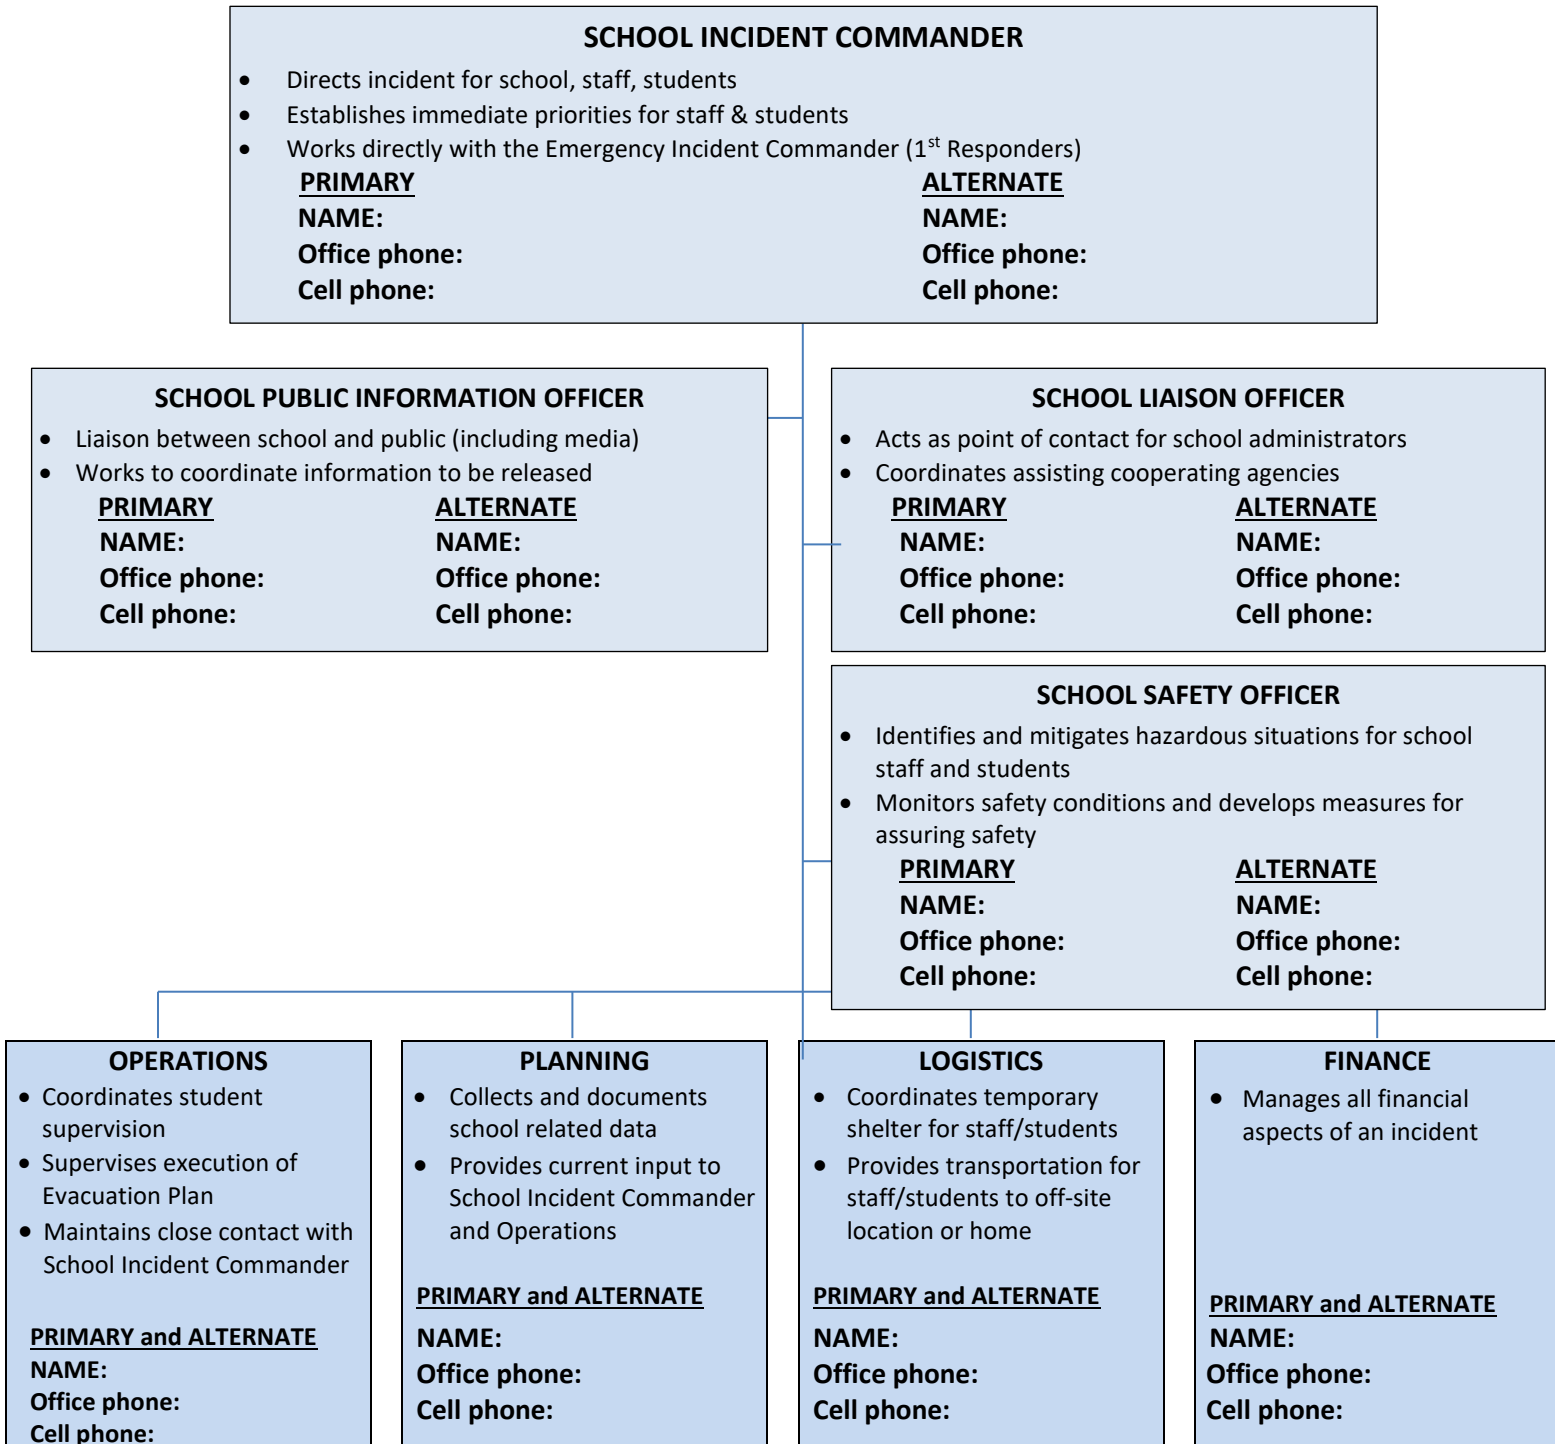 SCHOOL INCIDENT COMMANDER
• Directs incident for school, staff, students
• Establishes immediate priorities for staff & students
• Works directly with the Emergency Incident Commander (1st Responders)
PRIMARY ALTERNATE
NAME: NAME:
Office phone: Office phone:
Cell phone: Cell phone:
SCHOOL PUBLIC INFORMATION OFFICER
• Liaison between school and public (including media)
• Works to coordinate information to be released
PRIMARY ALTERNATE
NAME: NAME:
Office phone: Office phone:
Cell phone: Cell phone:
SCHOOL LIAISON OFFICER
• Acts as point of contact for school administrators
• Coordinates assisting cooperating agencies
PRIMARY ALTERNATE
NAME: NAME:
Office phone: Office phone:
Cell phone: Cell phone:
SCHOOL SAFETY OFFICER
• Identifies and mitigates hazardous situations for school
staff and students
• Monitors safety conditions and develops measures for
assuring safety
PRIMARY ALTERNATE
NAME: NAME:
Office phone: Office phone:
Cell phone: Cell phone:
OPERATIONS
• Coordinates student
supervision
• Supervises execution of
Evacuation Plan
• Maintains close contact with
School Incident Commander
PRIMARY and ALTERNATE
NAME:
Office phone:
Cell phone:
PLANNING
• Collects and documents
school related data
• Provides current input to
School Incident Commander
and Operations
PRIMARY and ALTERNATE
NAME:
Office phone:
Cell phone:
LOGISTICS
• Coordinates temporary
shelter for staff/students
• Provides transportation for
staff/students to off-site
location or home
PRIMARY and ALTERNATE
NAME:
Office phone:
Cell phone:
FINANCE
• Manages all financial
aspects of an incident
PRIMARY and ALTERNATE
NAME:
Office phone:
Cell phone: